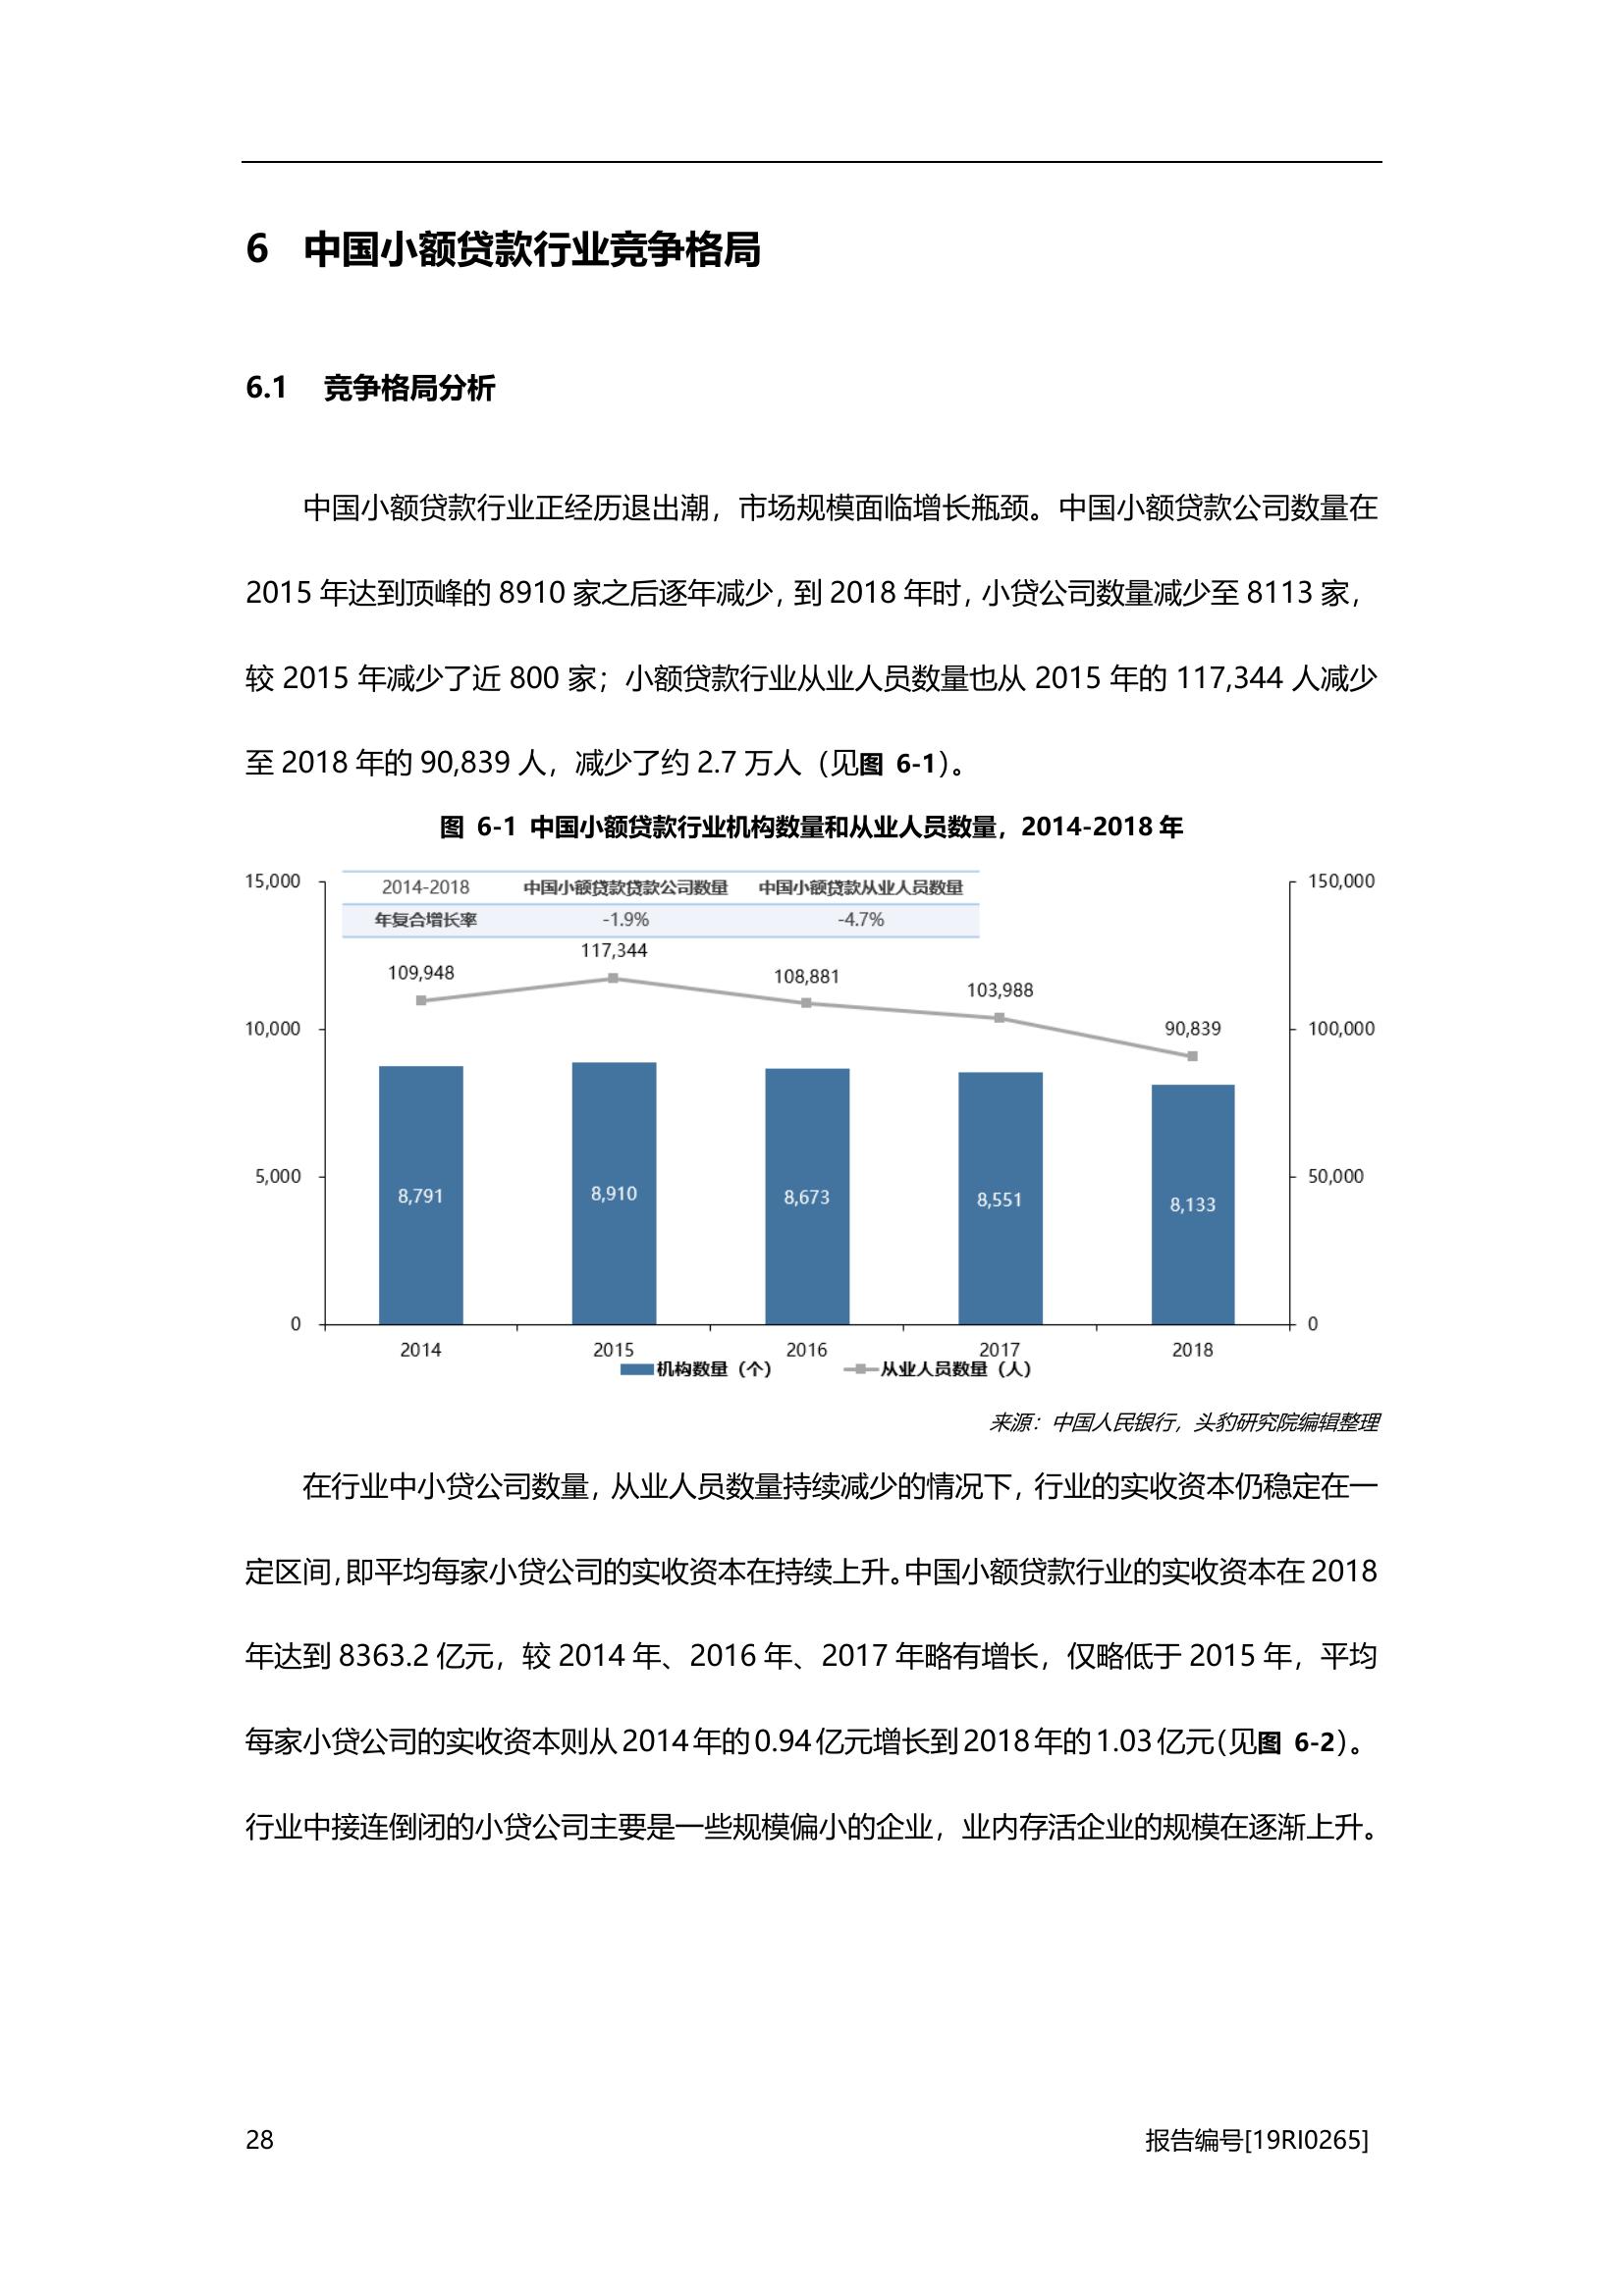 6 中国小额贷款行业竞争格局
6.1 竞争格局分析
中国小额贷款行业正经历退出潮，市场规模面临增长瓶颈。中国小额贷款公司数量在
2015 年达到顶峰的 8910 家之后逐年减少，到 2018 年时，小贷公司数量减少至 8113 家，
较 2015 年减少了近 800 家；小额贷款行业从业人员数量也从 2015 年的 117,344 人减少
至 2018 年的 90,839 人，减少了约 2.7 万人（见图 6-1）。
图 6-1 中国小额贷款行业机构数量和从业人员数量，2014-2018 年
15,000
10,000
5,000
0
150,000
100,000
50,000
0
2014-2018 中国小额贷款贷款公司数量 中国小额贷款从业人员数量
年复合增长率 -1.9% -4.7%
109,948 117,344 108,881 103,988 90,839
8,791 8,910 8,673 8,551 8,133
2014 2015 2016 2017 2018
机构数量（个） 从业人员数量（人）
来源：中国人民银行，头豹研究院编辑整理
在行业中小贷公司数量，从业人员数量持续减少的情况下，行业的实收资本仍稳定在一
定区间，即平均每家小贷公司的实收资本在持续上升。中国小额贷款行业的实收资本在 2018
年达到 8363.2 亿元，较 2014 年、2016 年、2017 年略有增长，仅略低于 2015 年，平均
每家小贷公司的实收资本则从 2014 年的 0.94 亿元增长到 2018 年的 1.03 亿元（见图 6-2）。
行业中接连倒闭的小贷公司主要是一些规模偏小的企业，业内存活企业的规模在逐渐上升。
28
报告编号[19RI0265]